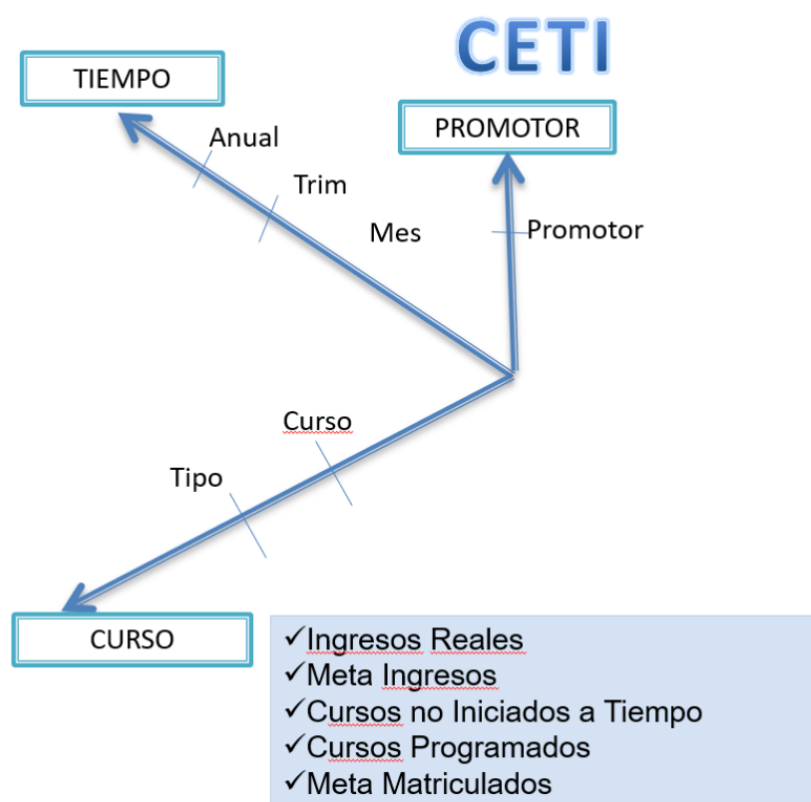 CETI
TIEMPO
PROMOTOR
Anual
Trim
Mes
Promotor
Curso
Tipo
CURSO
✓Ingresos Reales
✓Meta Ingresos
✓Cursos no Iniciados a Tiempo
✓Cursos Programados
✓Meta Matriculados